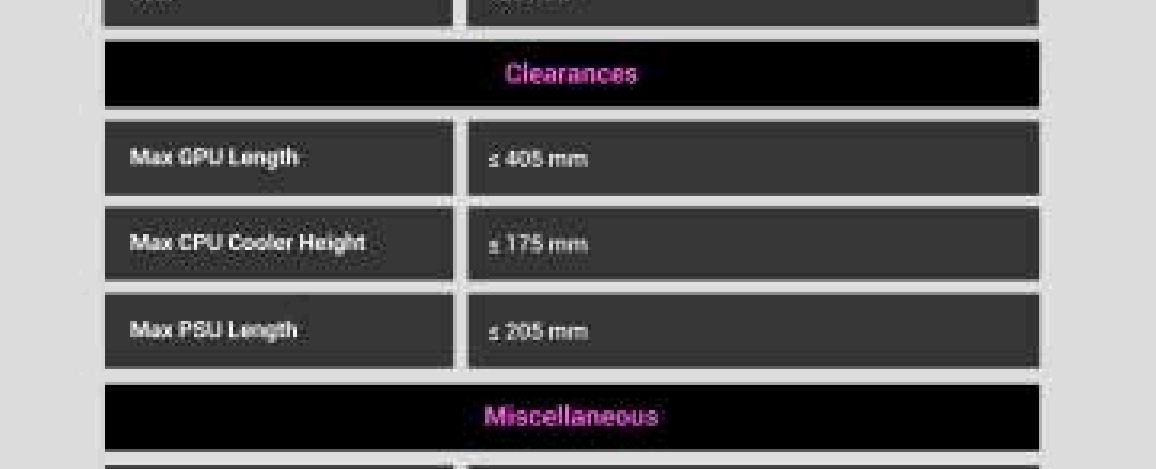 Clearances
Max GPU Length ≤ 405 mm
Max CPU Cooler Height ≤ 175 mm
Max PSU Length ≤ 205 mm
Miscellaneous